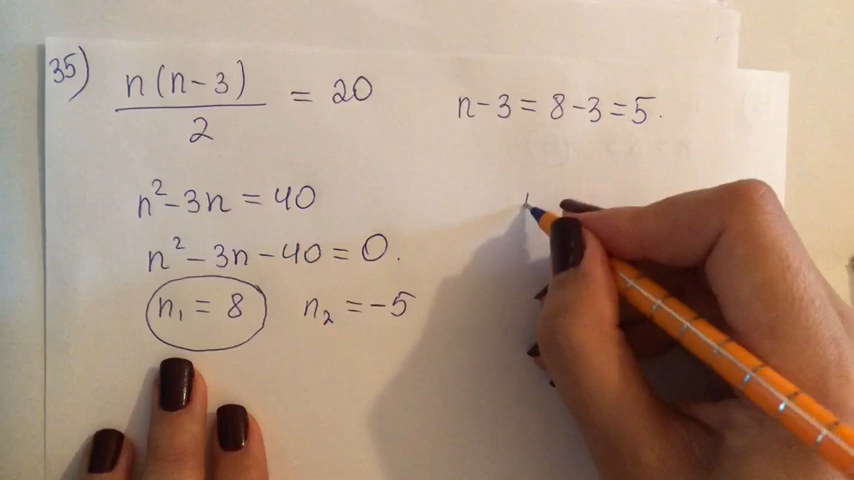 35)
n(n-3)/2 = 20
n²-3n = 40
n²-3n-40 = 0.
n₁ = 8 n₂ = -5
n-3 = 8-3 = 5.